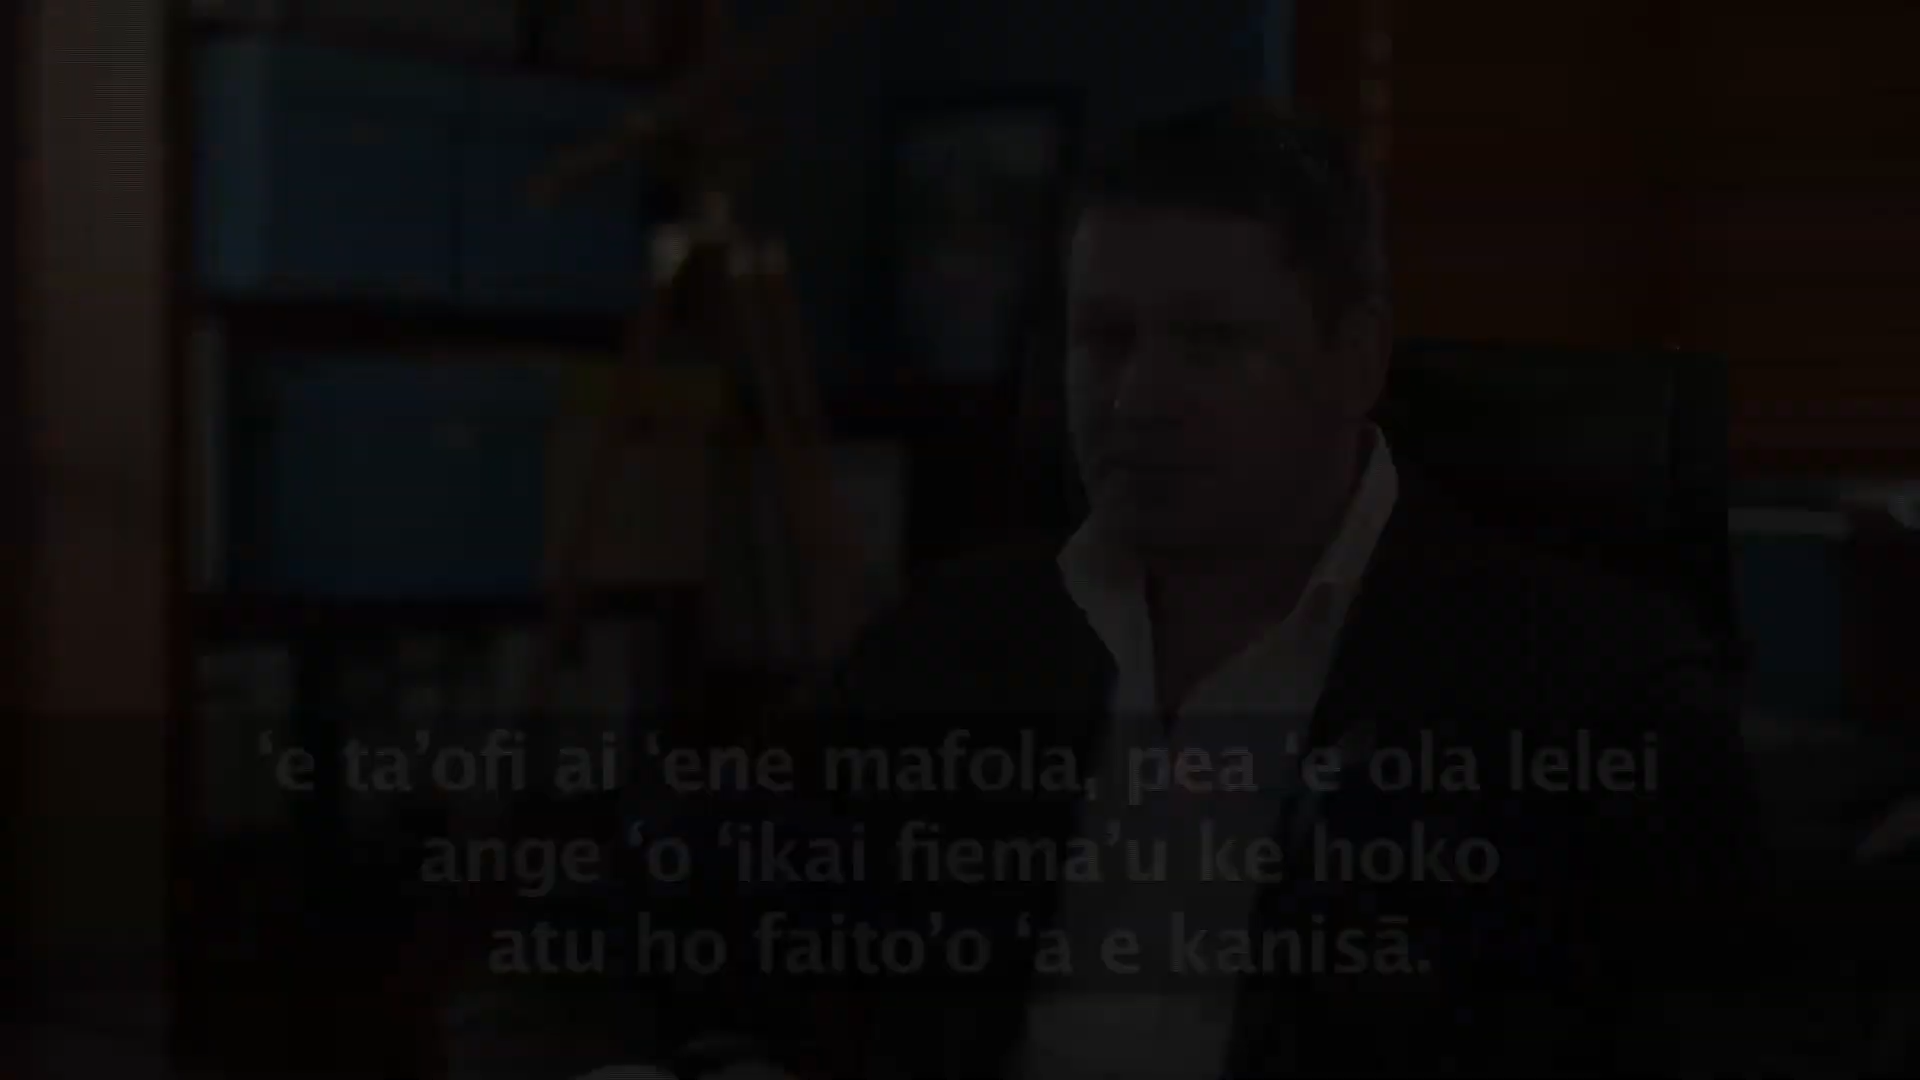 ‘e ta’ofi ai ‘ene mafola, pea ‘e ola lelei
ange ‘o ‘ikai fiema’u ke hoko
atu ho faito’o ‘a e kanisā.